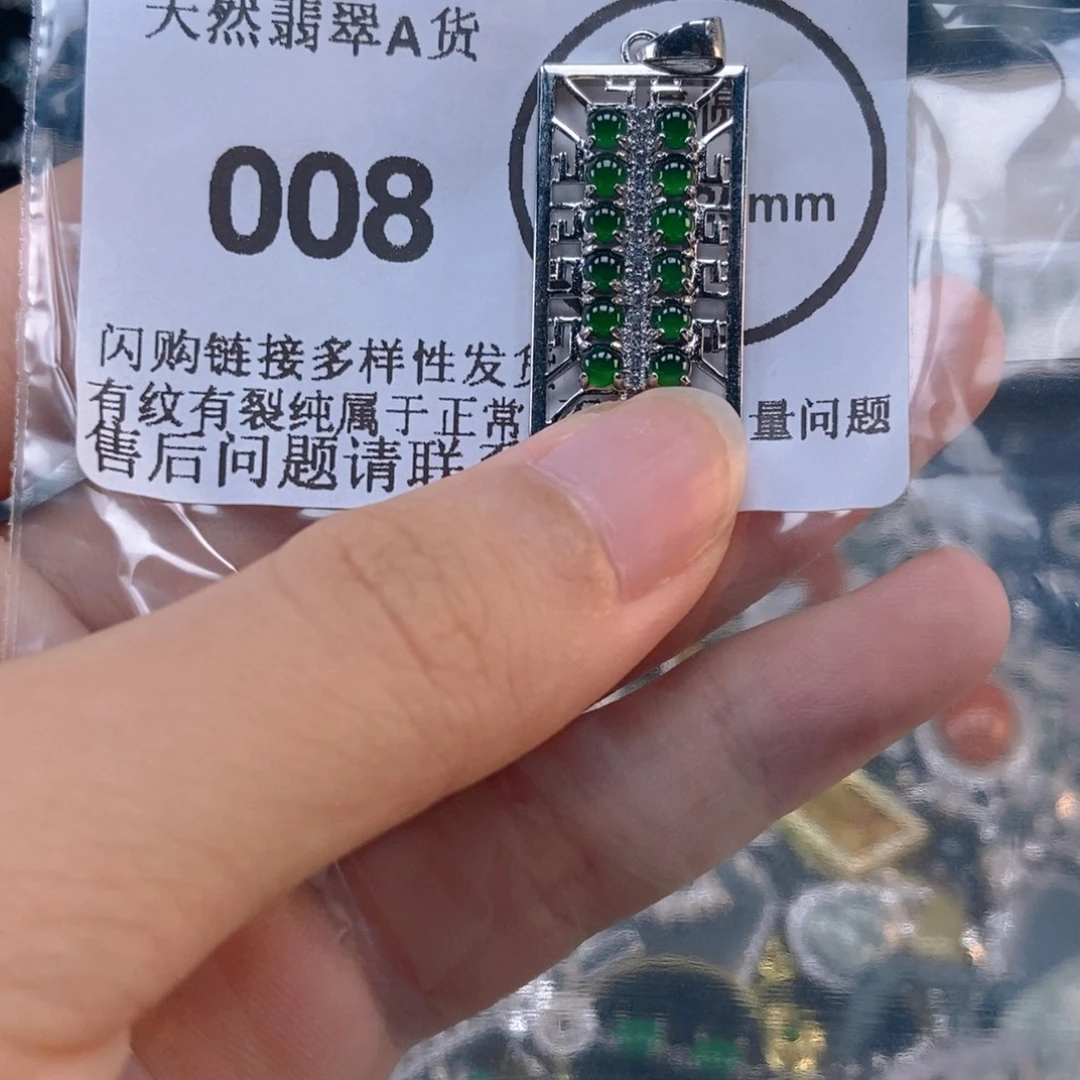 天然翡翠A货
008
mm
闪购链接多样性发货
有纹有裂纯属于正常 量问题
售后问题请联